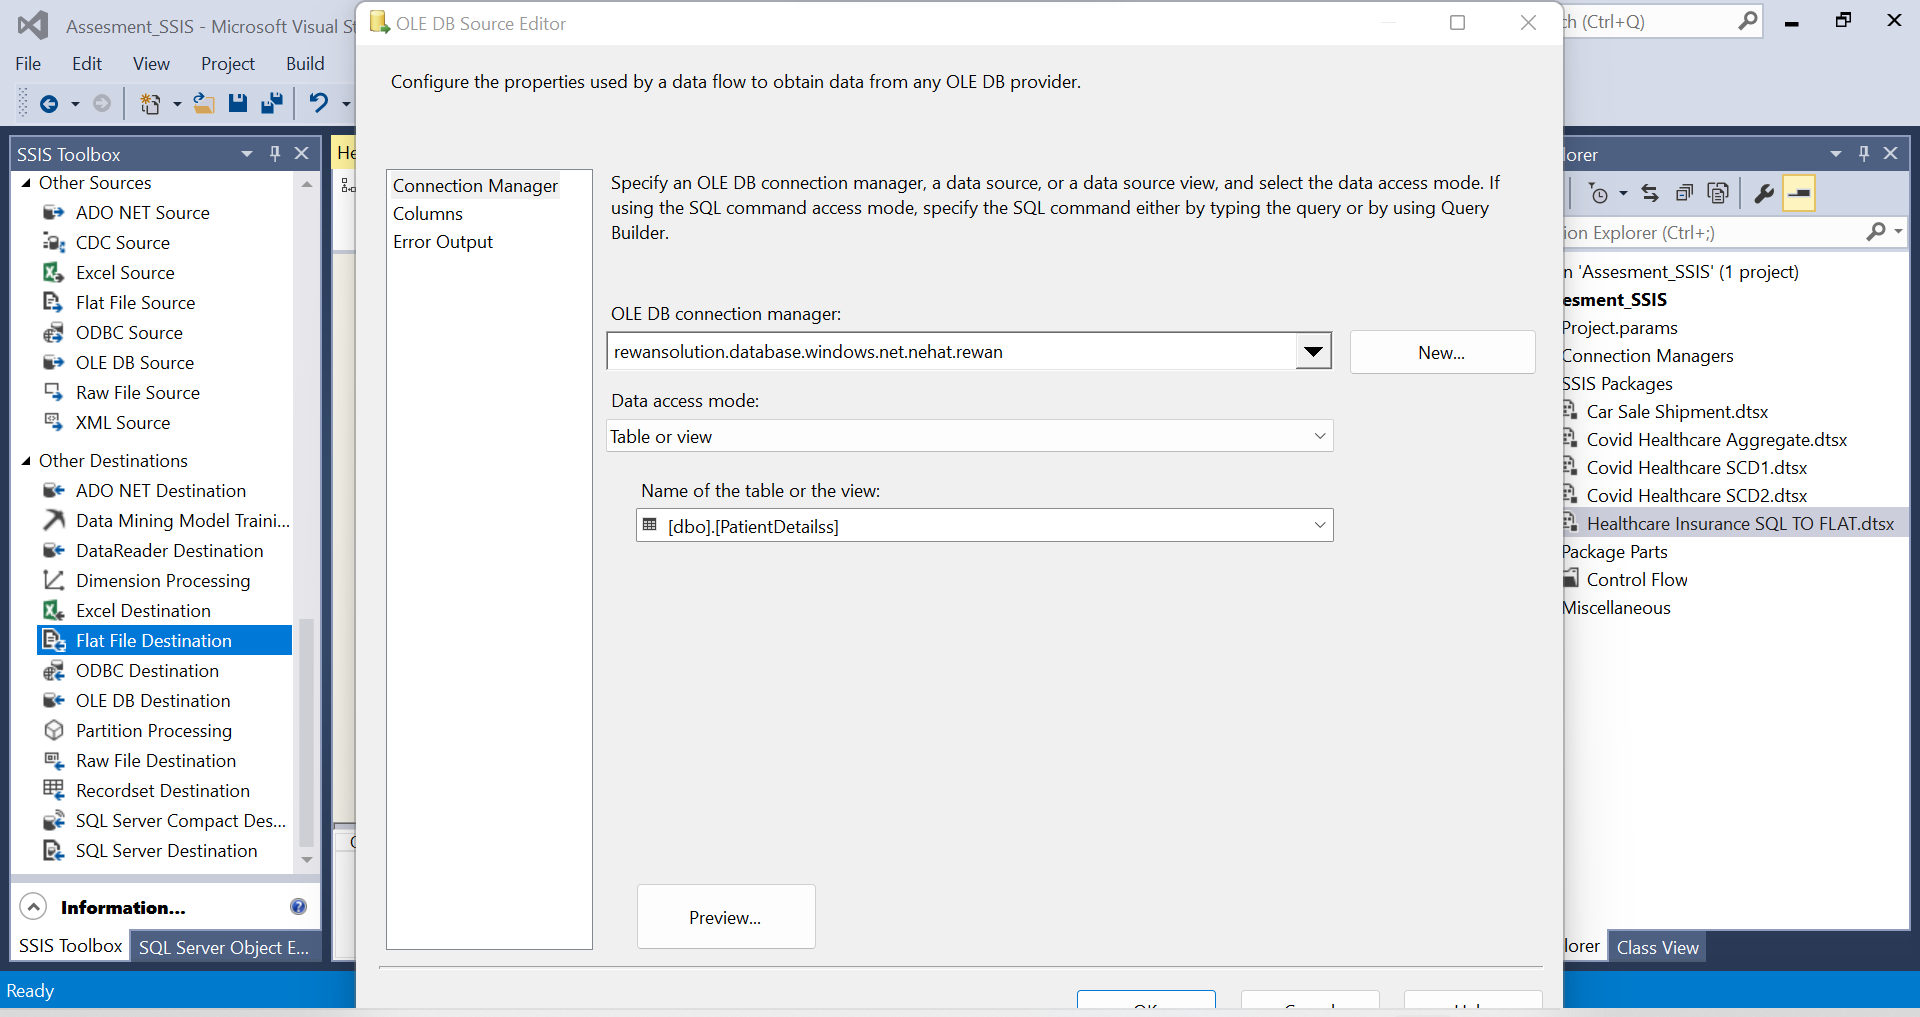 Assesment_SSIS - Microsoft Visual St
OLE DB Source Editor
ch (Ctrl+Q)
File Edit View Project Build
Configure the properties used by a data flow to obtain data from any OLE DB provider.
SSIS Toolbox
Other Sources
ADO NET Source
CDC Source
Excel Source
Flat File Source
ODBC Source
OLE DB Source
Raw File Source
XML Source
Other Destinations
ADO NET Destination
Data Mining Model Traini...
DataReader Destination
Dimension Processing
Excel Destination
Flat File Destination
ODBC Destination
OLE DB Destination
Partition Processing
Raw File Destination
Recordset Destination
SQL Server Compact Des...
SQL Server Destination
Information...
SSIS Toolbox
SQL Server Object E...
Ready
He
Connection Manager
Columns
Error Output
Specify an OLE DB connection manager, a data source, or a data source view, and select the data access mode. If
using the SQL command access mode, specify the SQL command either by typing the query or by using Query
Builder.
OLE DB connection manager:
rewansolution.database.windows.net.nehat.rewan
New...
Data access mode:
Table or view
Name of the table or the view:
[dbo].[PatientDetailss]
Preview...
lorer
ion Explorer (Ctrl+;)
n 'Assesment_SSIS' (1 project)
esment_SSIS
Project.params
Connection Managers
SSIS Packages
Car Sale Shipment.dtsx
Covid Healthcare Aggregate.dtsx
Covid Healthcare SCD1.dtsx
Covid Healthcare SCD2.dtsx
Healthcare Insurance SQL TO FLAT.dtsx
Package Parts
Control Flow
Miscellaneous
lorer
Class View